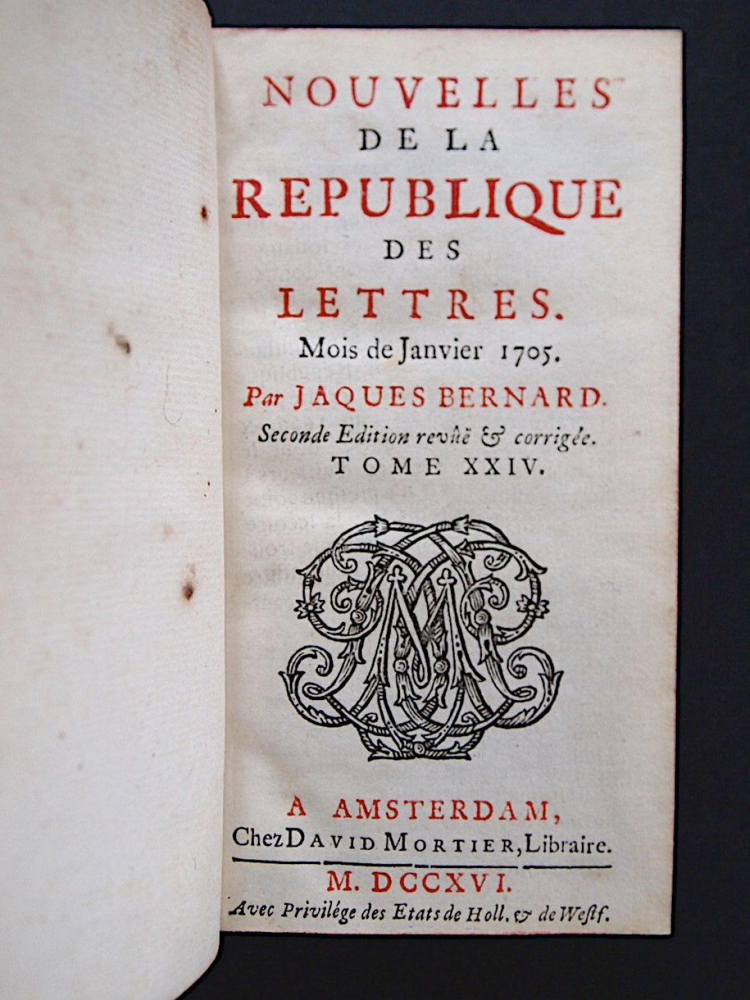 NOUVELLES
DE LA
REPUBLIQUE
DES
LETTRES.
Mois de Janvier 1705.
Par JAQUES BERNARD.
Seconde Edition revûë & corrigée.
TOME XXIV.
A AMSTERDAM,
Chez DAVID MORTIER, Libraire.
M. DCCXVI.
Avec Privilége des Etats de Holl. & de Weſtf.